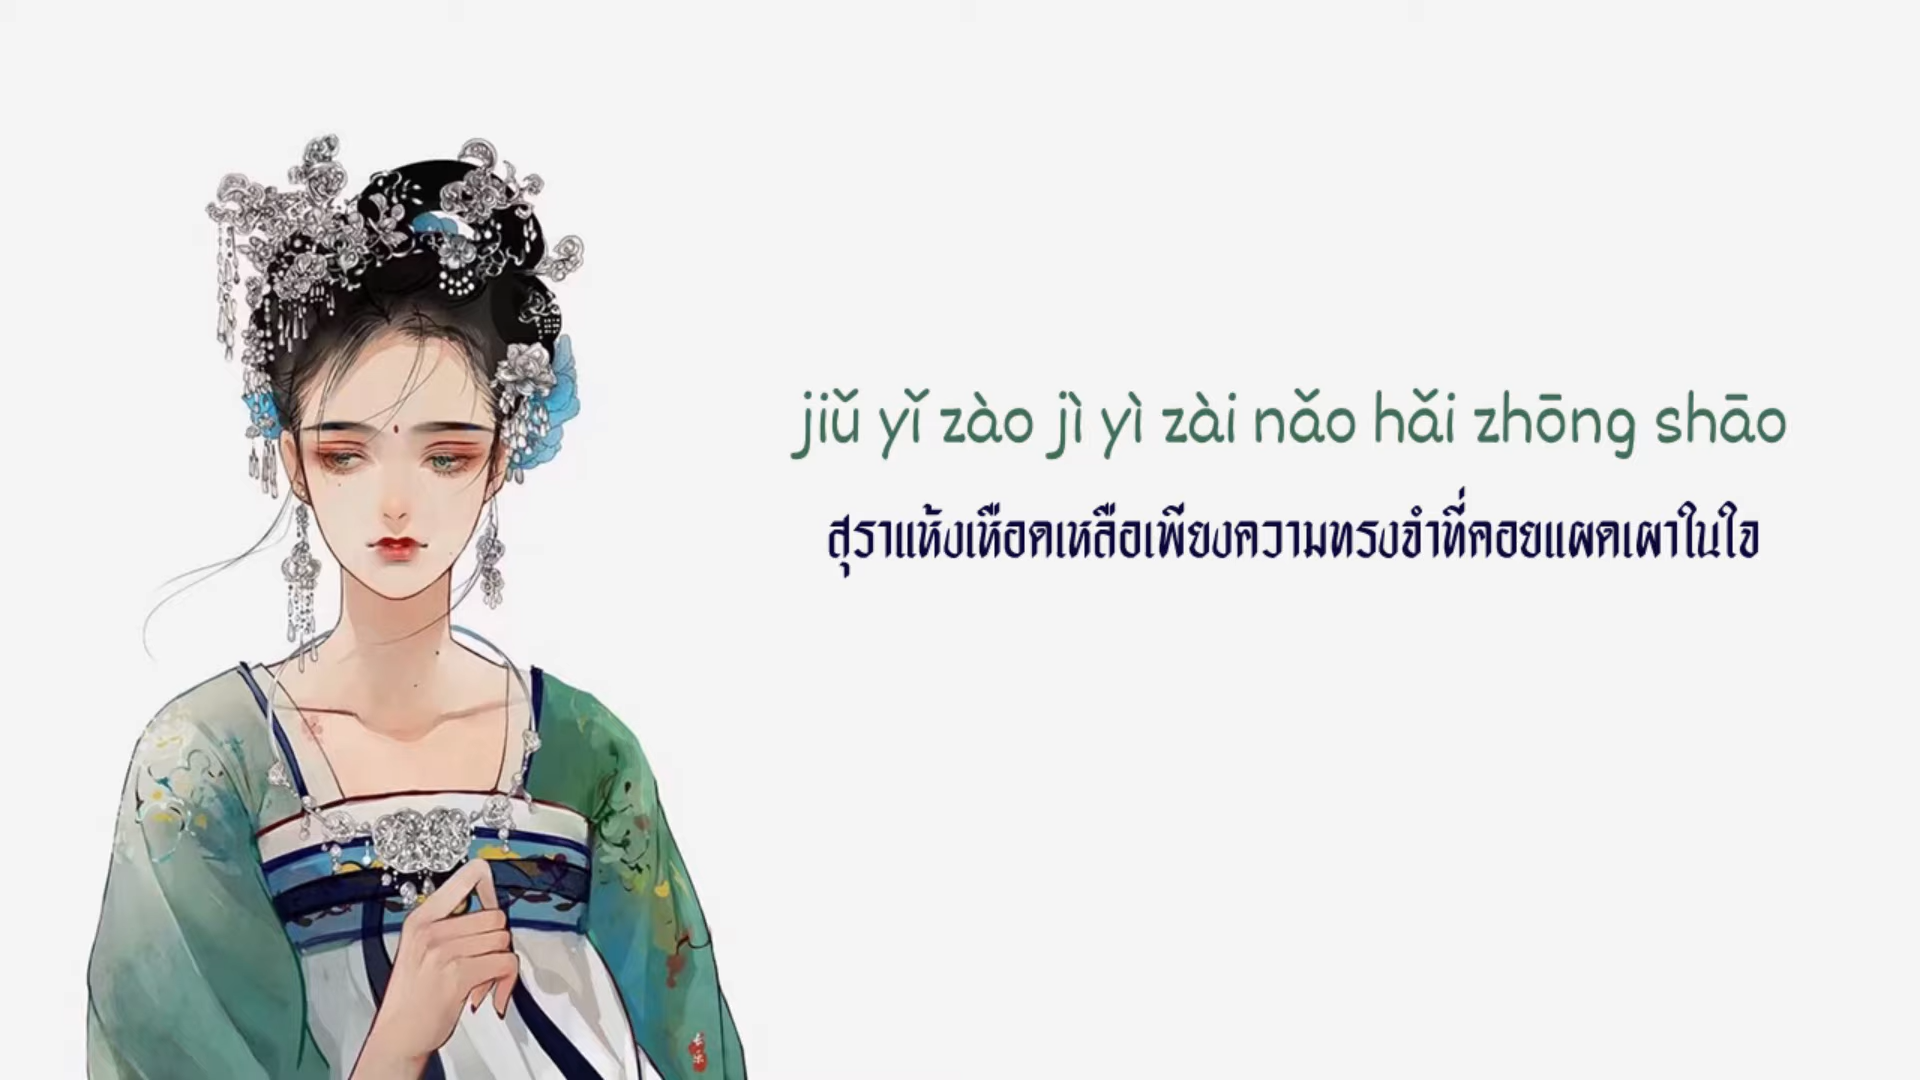 jiǔ yǐ zào jì yì zài nǎo hǎi zhōng shāo
สุราแห้งเหือดเหลือเพียงความทรงจำที่คอยแผดเผาในใจ